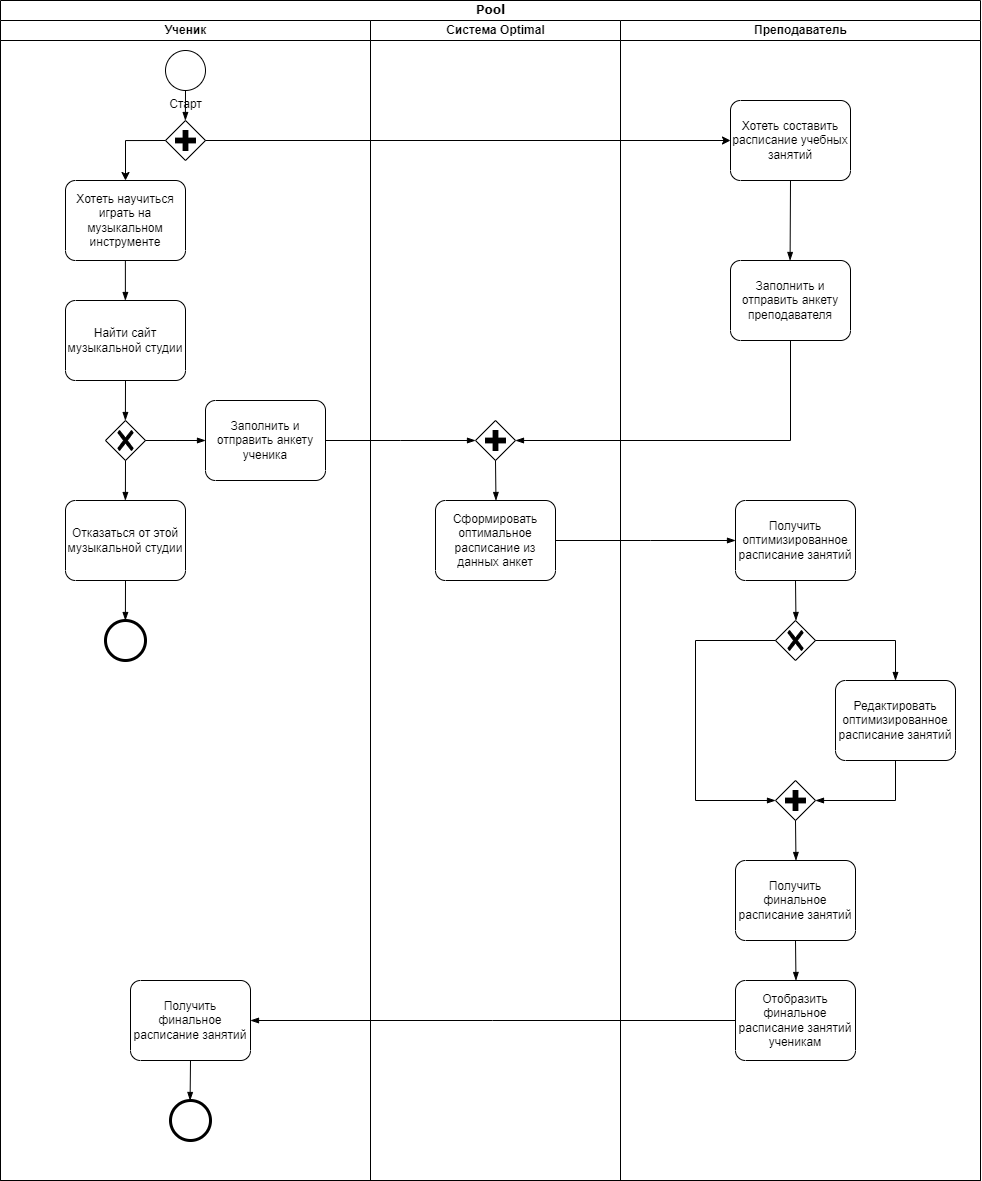 Pool
Ученик
Система Optimal
Преподаватель
Старт
Хотеть составить
расписание учебных
занятий
Хотеть научиться
играть на
музыкальном
инструменте
Заполнить и
отправить анкету
преподавателя
Найти сайт
музыкальной студии
Заполнить и
отправить анкету
ученика
Отказаться от этой
музыкальной студии
Сформировать
оптимальное
расписание из
данных анкет
Получить
оптимизированное
расписание занятий
Редактировать
оптимизированное
расписание занятий
Получить
финальное
расписание занятий
Получить
финальное
расписание занятий
Отобразить
финальное
расписание занятий
ученикам